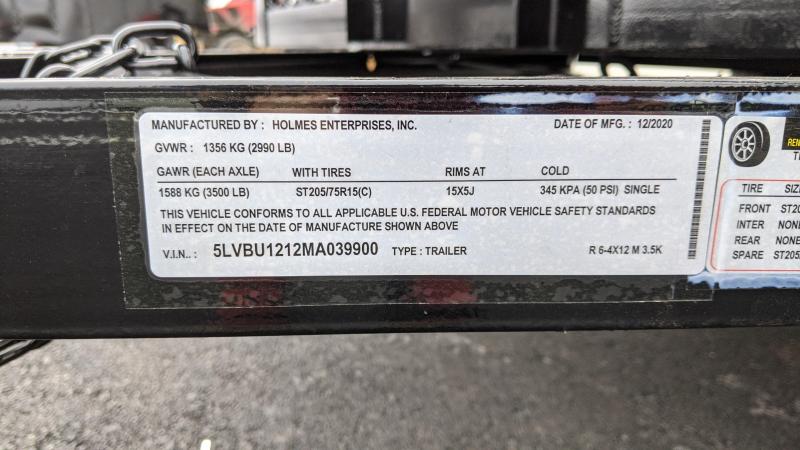 MANUFACTURED BY : HOLMES ENTERPRISES, INC. DATE OF MFG. : 12/2020
GVWR : 1356 KG (2990 LB)
GAWR (EACH AXLE) WITH TIRES RIMS AT COLD
1588 KG (3500 LB) ST205/75R15(C) 15X5J 345 KPA (50 PSI) SINGLE
THIS VEHICLE CONFORMS TO ALL APPLICABLE U.S. FEDERAL MOTOR VEHICLE SAFETY STANDARDS
IN EFFECT ON THE DATE OF MANUFACTURE SHOWN ABOVE
V.I.N.. : 5LVBU1212MA039900 TYPE : TRAILER R 6-4X12 M 3.5K
TIRE
FRONT
INTER
REAR NONE
SPARE